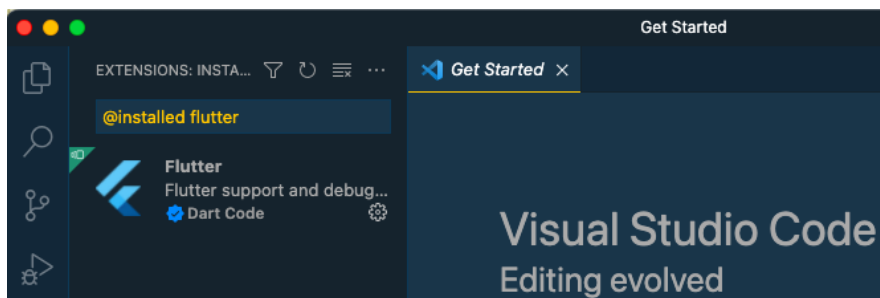 Get Started
EXTENSIONS: INSTA...
Get Started
@installed flutter
Flutter
Flutter support and debug...
Dart Code
Visual Studio Code
Editing evolved